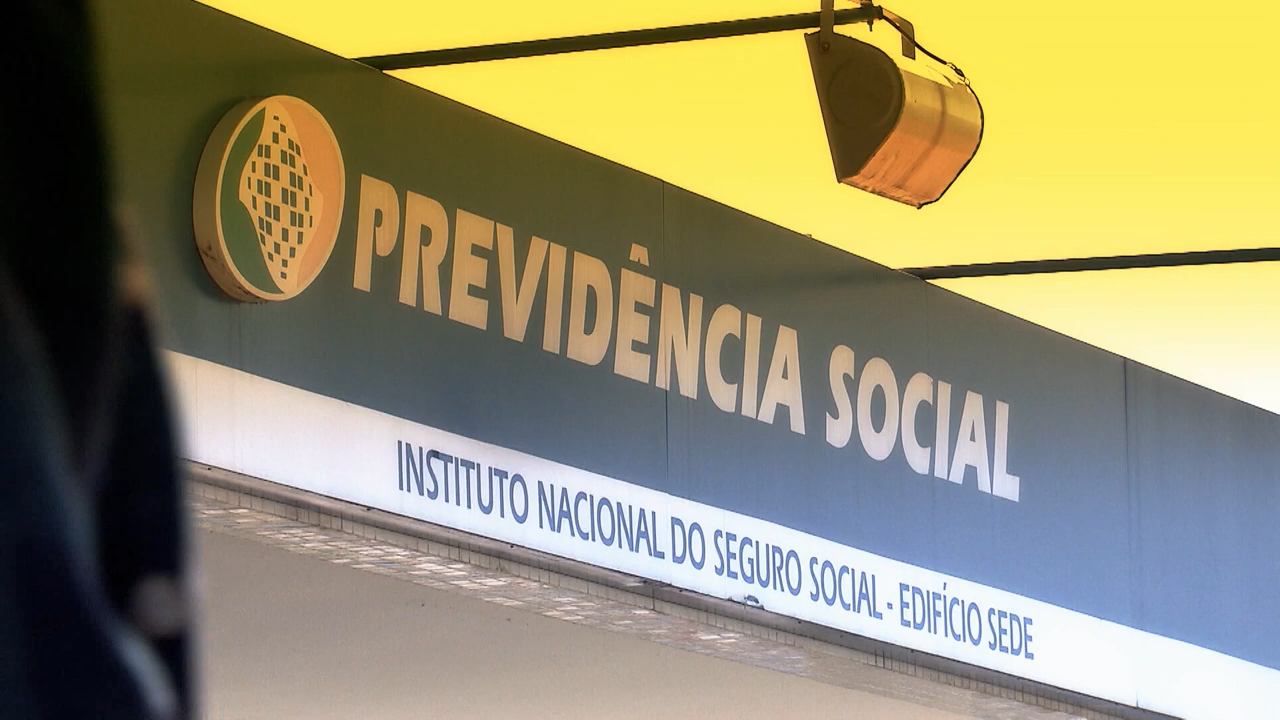 PREVIDÊNCIA SOCIAL
INSTITUTO NACIONAL DO SEGURO SOCIAL - EDIFÍCIO SEDE